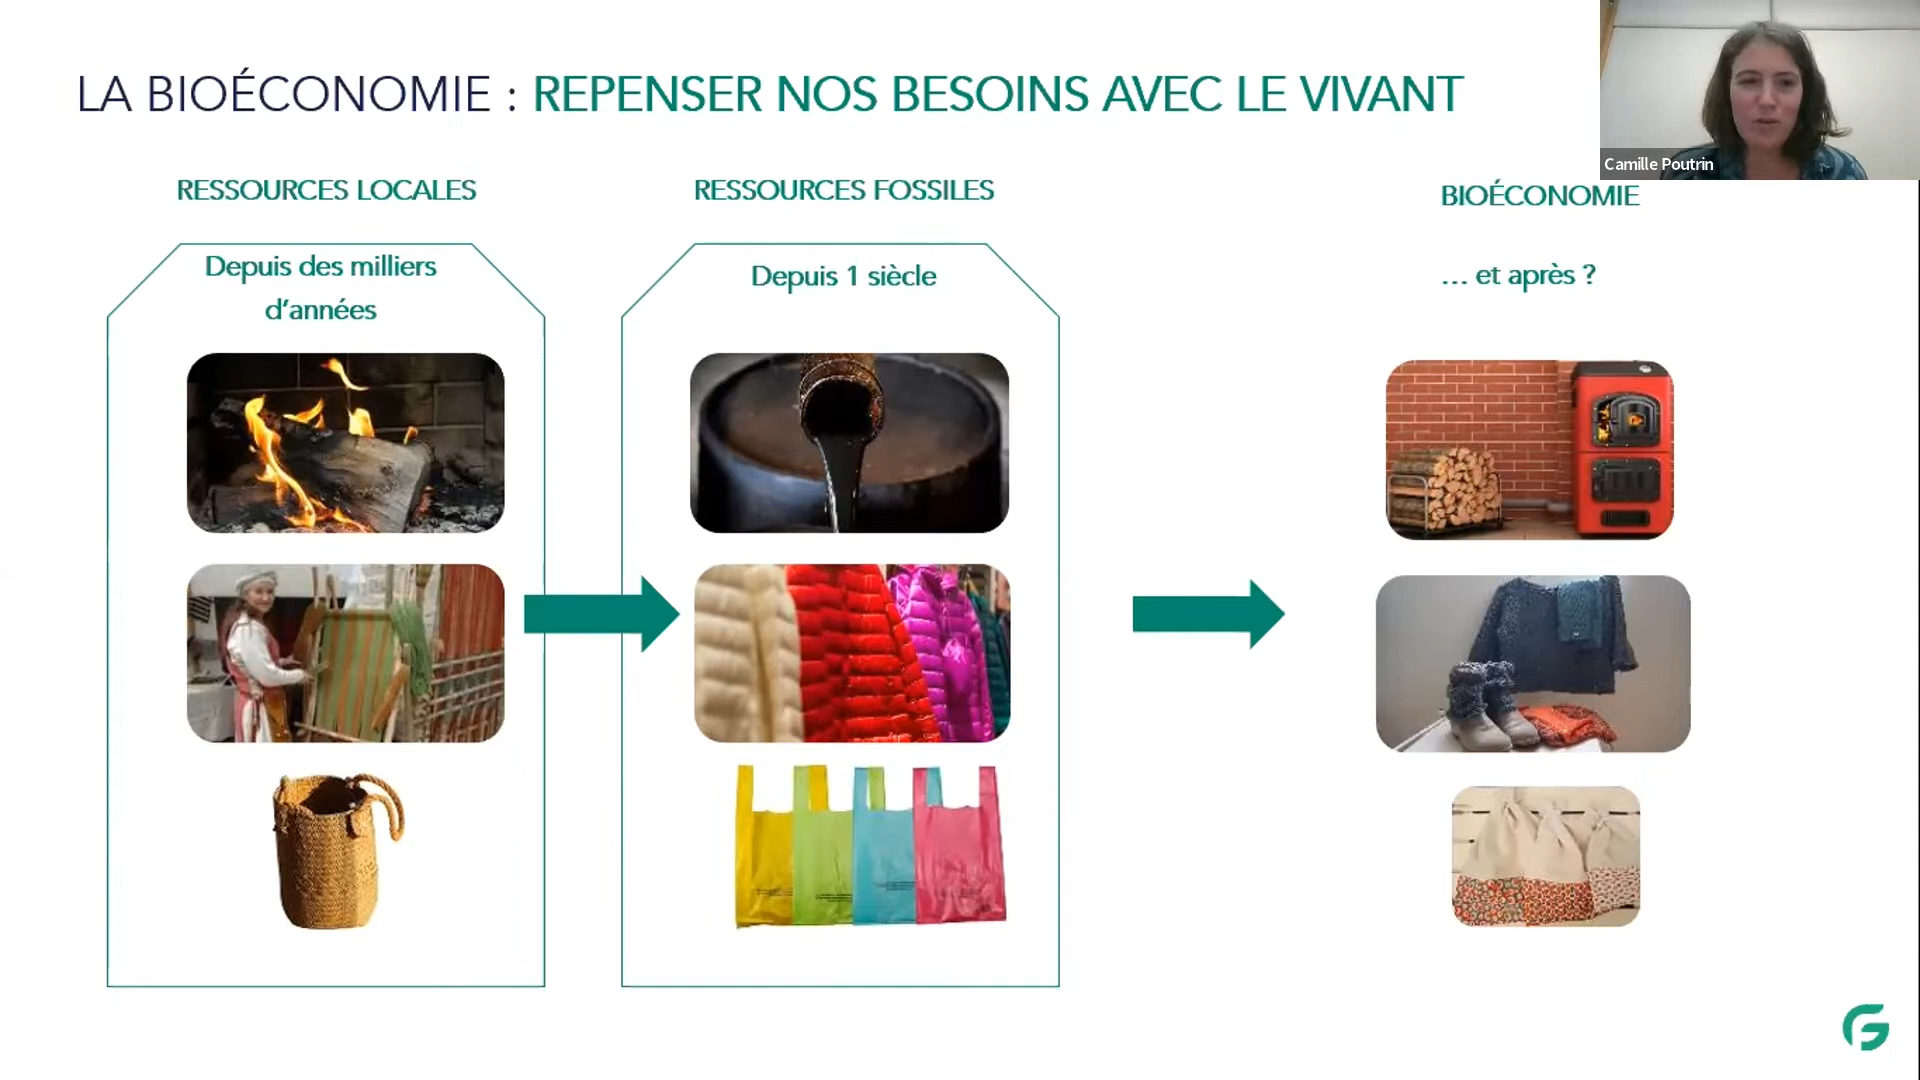 LA BIOÉCONOMIE : REPENSER NOS BESOINS AVEC LE VIVANT
Camille Poutrin
RESSOURCES LOCALES
Depuis des milliers
d’années
RESSOURCES FOSSILES
Depuis 1 siècle
BIOÉCONOMIE
... et après ?